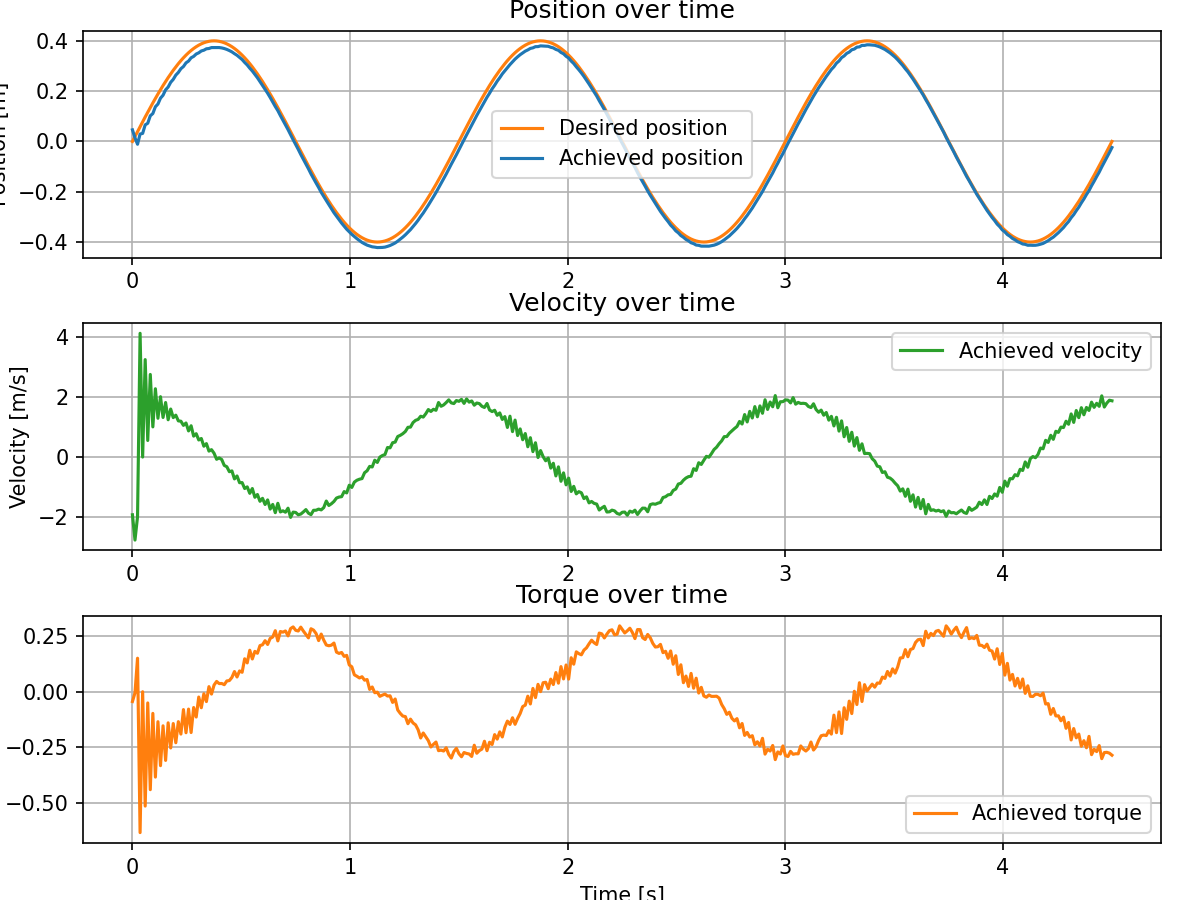 Position over time
0.4
0.2
0.0
−0.2
−0.4
Desired position
Achieved position
0 1 2 3 4
Velocity over time
Velocity [m/s]
4
2
0
−2
Achieved velocity
0 1 2 3 4
Torque over time
0.25
0.00
−0.25
−0.50
Achieved torque
0 1 2 3 4
Time [s]